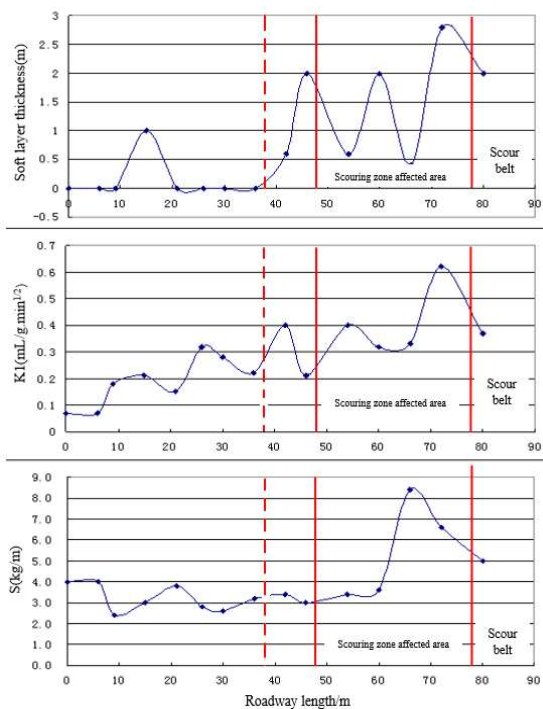 Soft layer thickness(m)
3
2.5
2
1.5
1
0.5
0
-0.5
0 10 20 30 40 50 60 70 80 90
Scouring zone affected area
Scour
belt
K1(mL/g.min1/2)
0.7
0.6
0.5
0.4
0.3
0.2
0.1
0
0 10 20 30 40 50 60 70 80 90
Scouring zone affected area
Scour
belt
S(kg/m)
9.0
8.0
7.0
6.0
5.0
4.0
3.0
2.0
1.0
0.0
0 10 20 30 40 50 60 70 80 90
Scouring zone affected area
Scour
belt
Roadway length/m